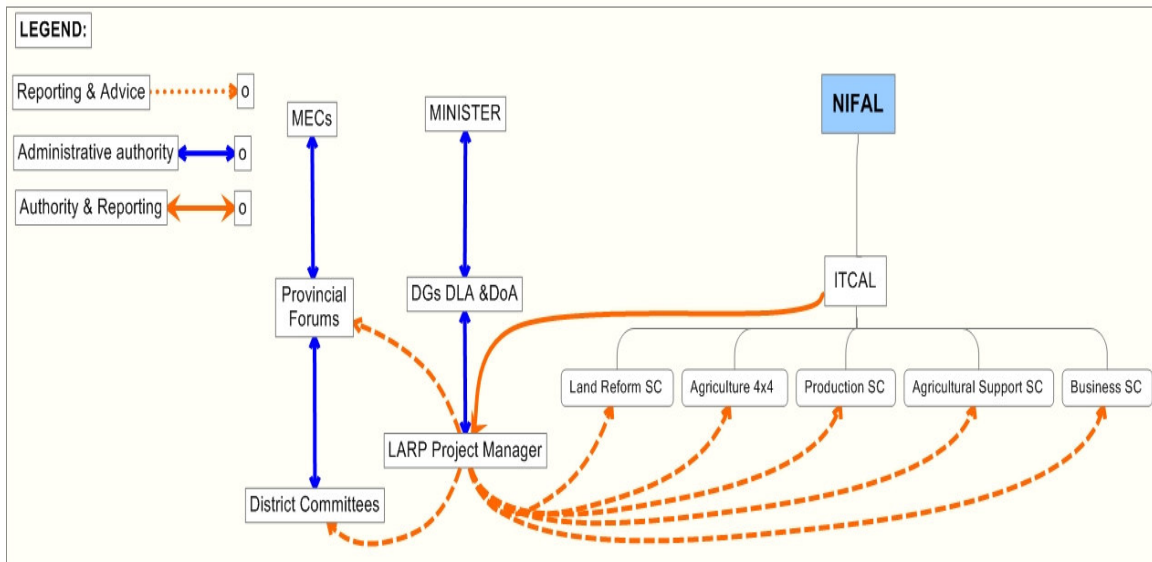 LEGEND:
Reporting & Advice
o
Administrative authority
o
Authority & Reporting
o
MECs
MINISTER
NIFAL
Provincial
Forums
DGs DLA &DoA
ITCAL
Land Reform SC
Agriculture 4x4
Production SC
Agricultural Support SC
Business SC
LARP Project Manager
District Committees